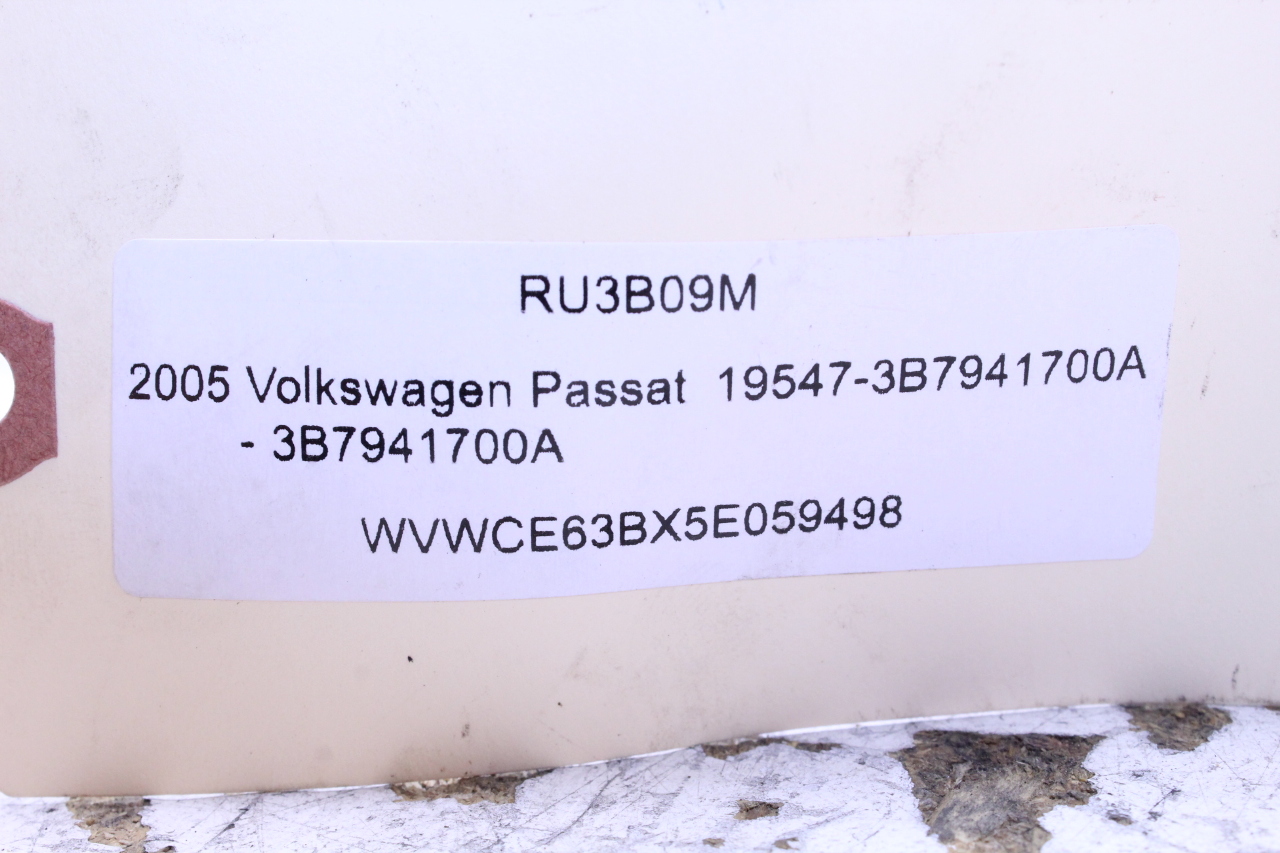 RU3B09M
2005 Volkswagen Passat 19547-3B7941700A
- 3B7941700A
WVWCE63BX5E059498